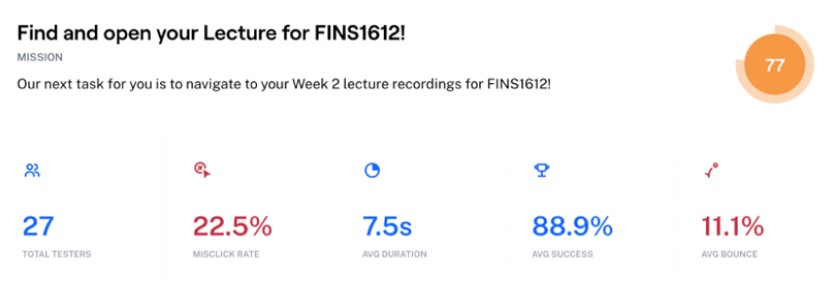 Find and open your Lecture for FINS1612!
MISSION
Our next task for you is to navigate to your Week 2 lecture recordings for FINS1612!
77
27
TOTAL TESTERS
22.5%
MISCLICK RATE
7.5s
AVG DURATION
88.9%
AVG SUCCESS
11.1%
AVG BOUNCE